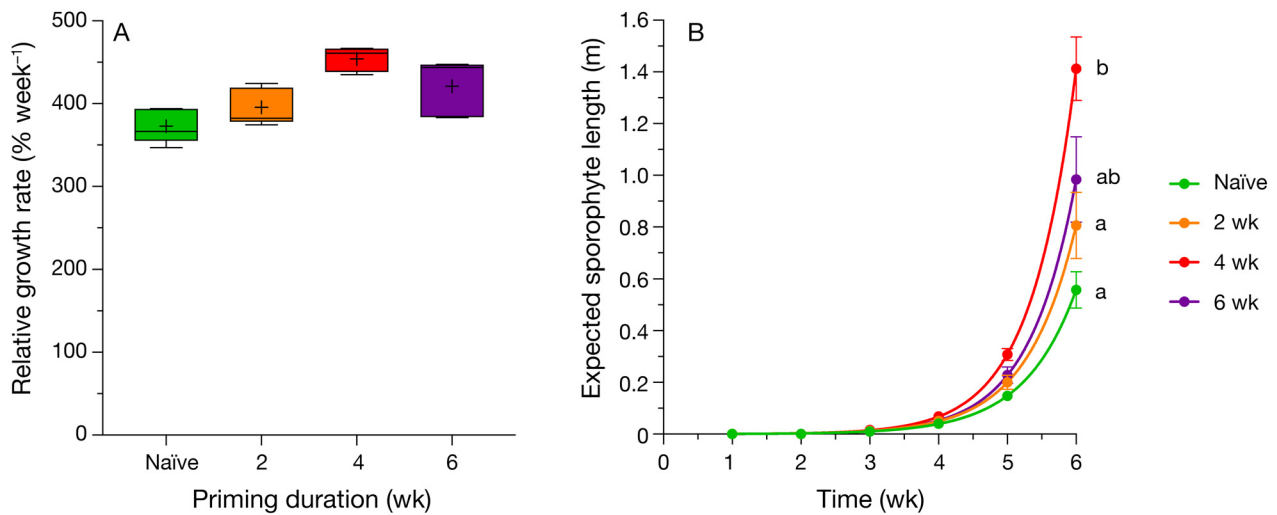 A
Relative growth rate (% week⁻¹)
500
400
300
200
100
0
Naïve 2 4 6
Priming duration (wk)
B
Expected sporophyte length (m)
1.6
1.4
1.2
1.0
0.8
0.6
0.4
0.2
0
b
ab
a
a
0 1 2 3 4 5 6
Time (wk)
Naïve
2 wk
4 wk
6 wk